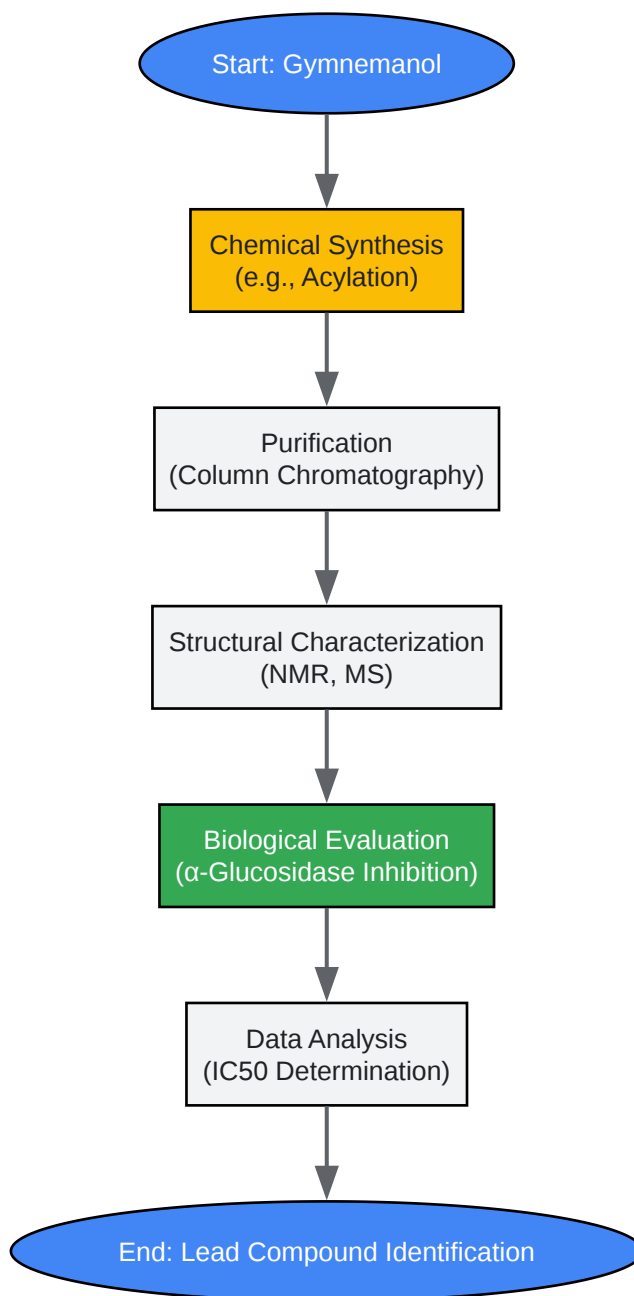 Start: Gymnemanol
Chemical Synthesis
(e.g., Acylation)
Purification
(Column Chromatography)
Structural Characterization
(NMR, MS)
Biological Evaluation
(α-Glucosidase Inhibition)
Data Analysis
(IC50 Determination)
End: Lead Compound Identification